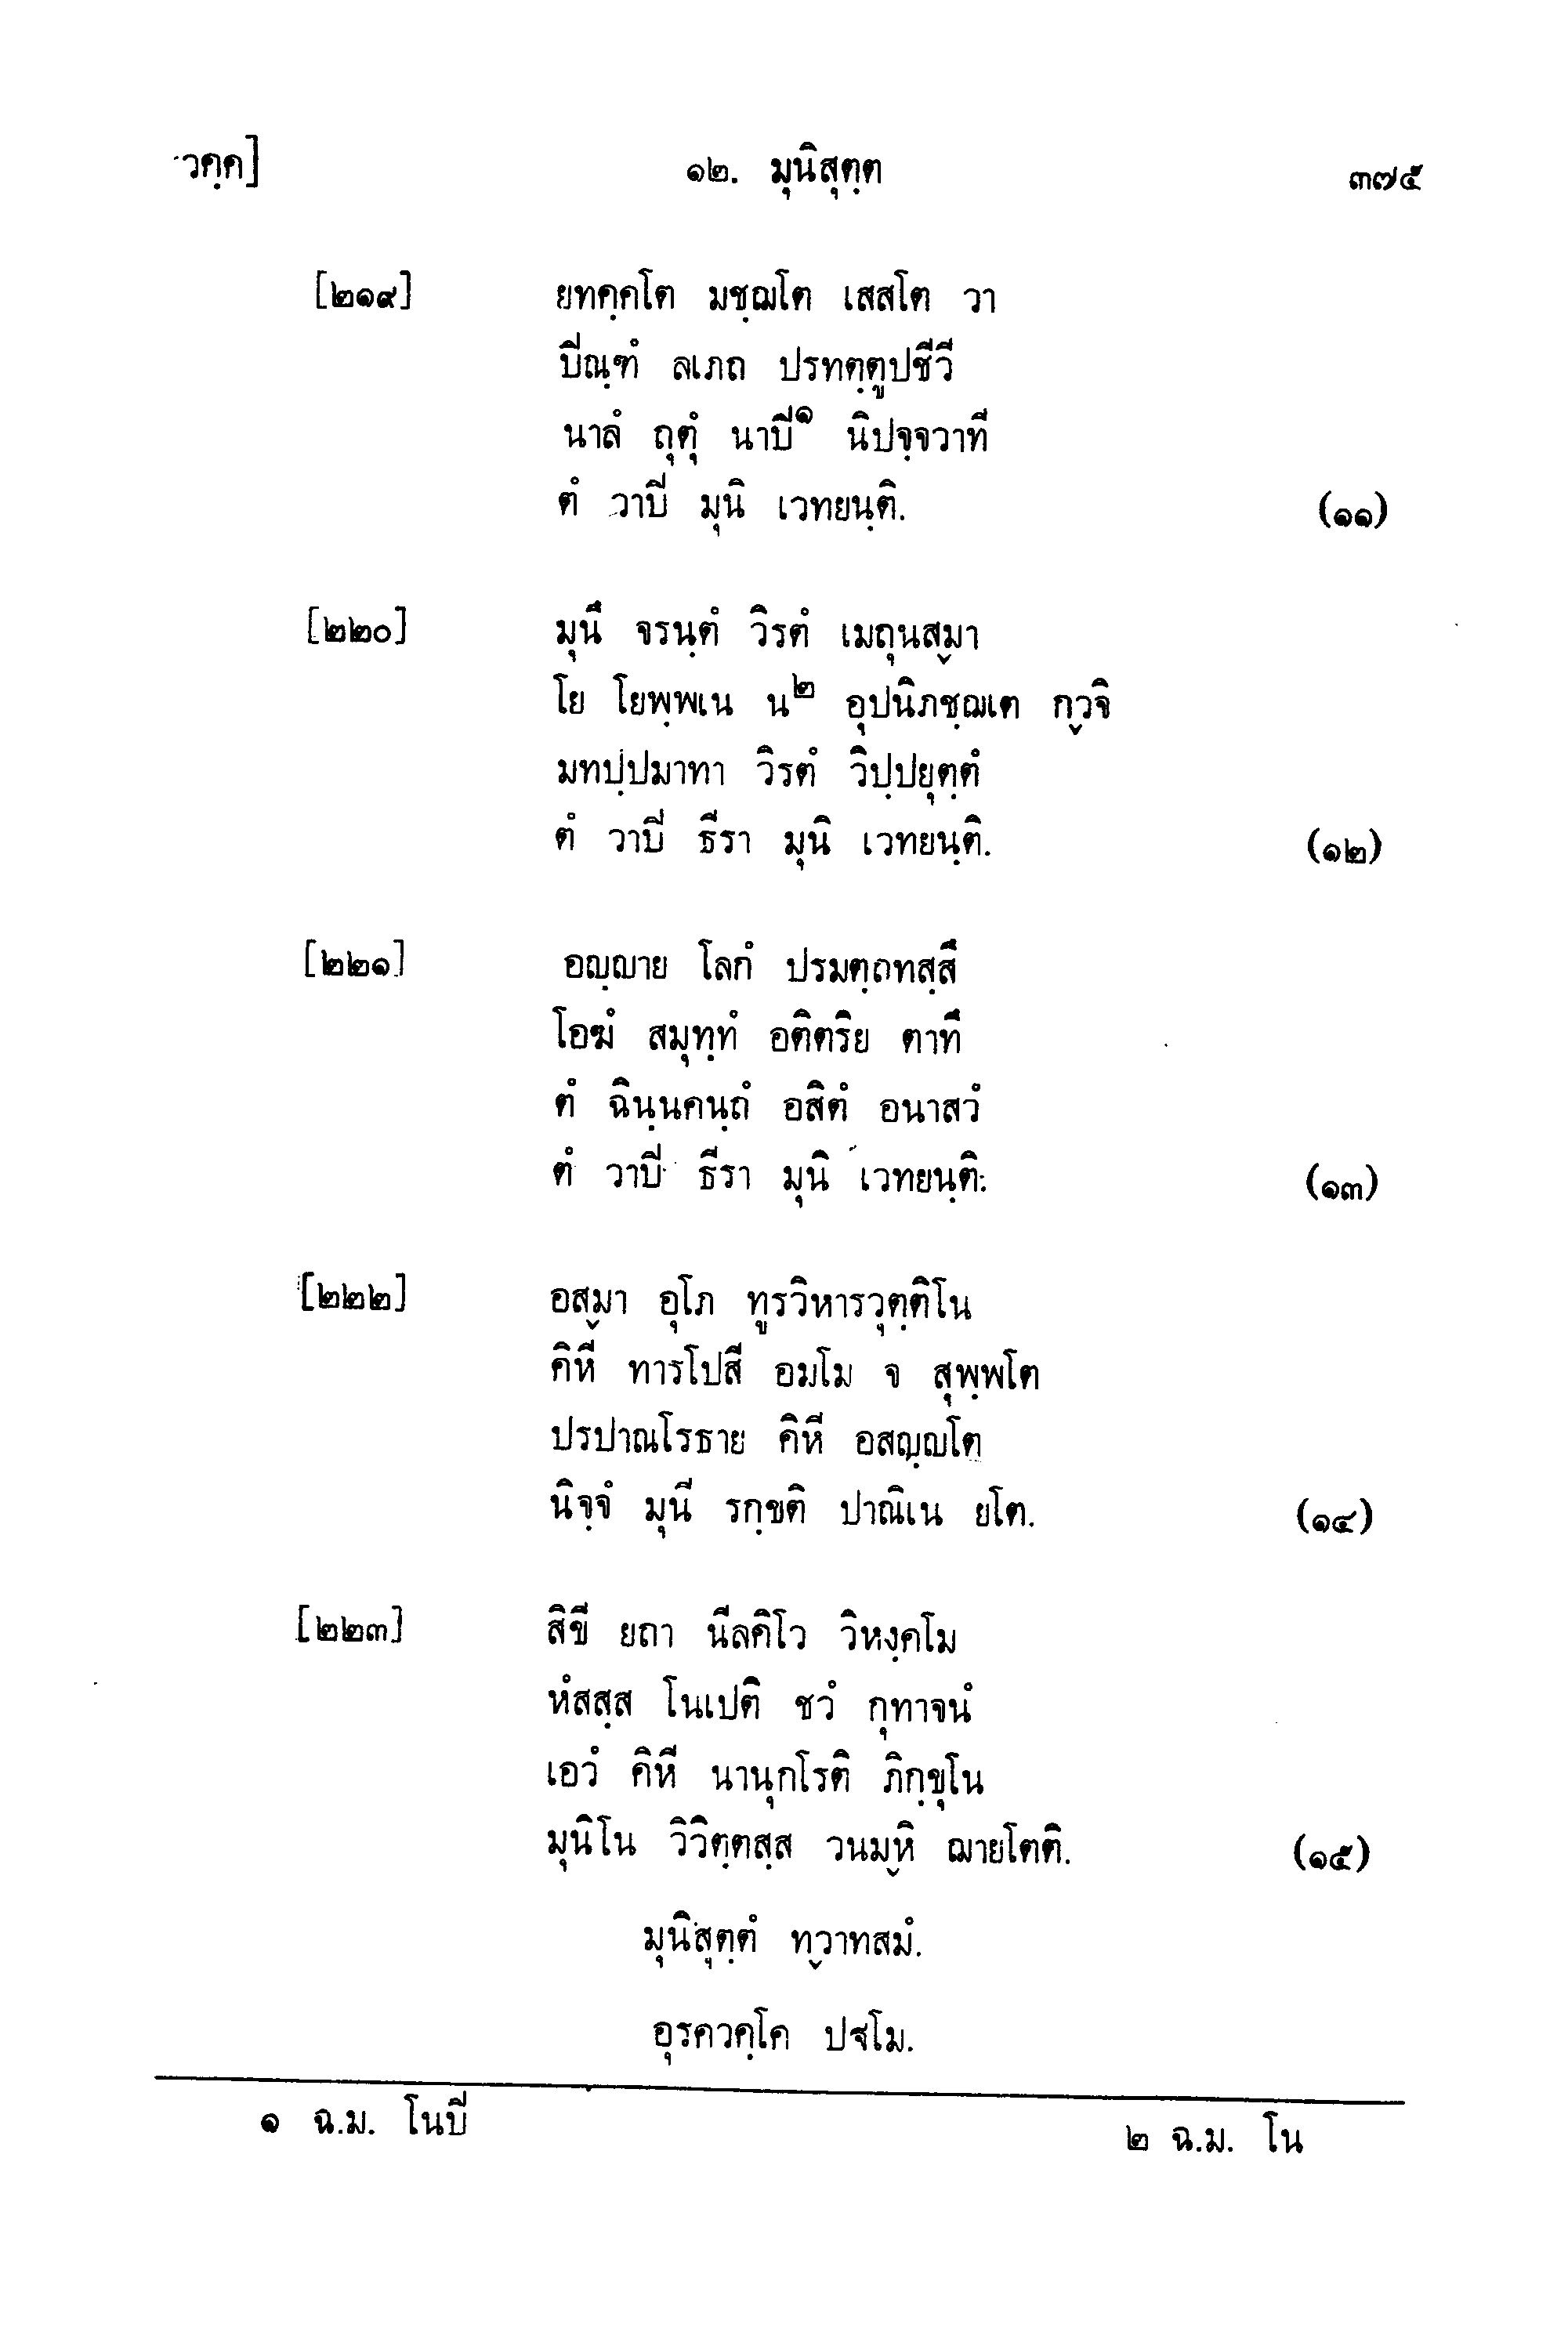 วคฺค] ๑๒. มุนิสุตฺต ๓๗๕
[๒๑๙] ยทคฺคโต มชฺฌโต เสสโต วา
ปิณฺฑํ ลเภถ ปรทตฺตูปชีวี
นาลํ ถุตุํ นาปิ๑ นิปจฺจวาที
ตํ วาปิ มุนิ เวทยนฺติ. (๑๑)
[๒๒๐] มุนึ จรนฺตํ วิรตํ เมถุนสฺมา
โย โยพฺพเน น๒ อุปนิภชฺฌเต กฺวจิ
มทปฺปมาทา วิรตํ วิปฺปยุตฺตํ
ตํ วาปิ ธีรา มุนิ เวทยนฺติ. (๑๒)
[๒๒๑] อญฺญาย โลกํ ปรมตฺถทสฺสึ
โอฆํ สมุทฺทํ อติตริย ตาทึ
ตํ ฉินฺนคนฺถํ อสิตํ อนาสวํ
ตํ วาปิ ธีรา มุนิ เวทยนฺติ. (๑๓)
[๒๒๒] อสฺมา อุโภ ทูรวิหารวุตฺติโน
คิหี ทารโปสี อมโม จ สุพฺพโต
ปรปาณโรธาย คิหี อสญฺญโต
นิจฺจํ มุนี รกฺขติ ปาณิเน ยโต. (๑๔)
[๒๒๓] สิขี ยถา นีลคิโว วิหงฺคโม
หํสสฺส โนเปติ ชวํ กุทาจนํ
เอวํ คิหี นานุกโรติ ภิกฺขุโน
มุนิโน วิวิตฺตสฺส วนมฺหิ ฌายโตติ. (๑๕)
มุนิสุตฺตํ ทฺวาทสมํ.
อุรควคฺโค ปฐโม.
๑ ฉ.ม. โนปิ ๒ ฉ.ม. โน